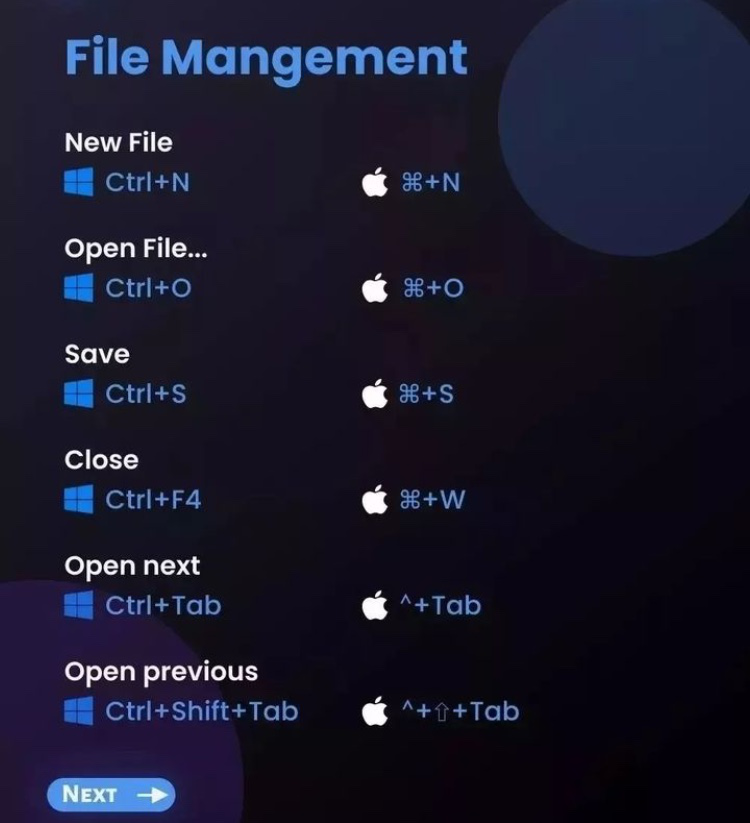 File Mangement
New File
Ctrl+N ⌘+N
Open File...
Ctrl+O ⌘+O
Save
Ctrl+S ⌘+S
Close
Ctrl+F4 ⌘+W
Open next
Ctrl+Tab ^+Tab
Open previous
Ctrl+Shift+Tab ^+⇧+Tab
NEXT →